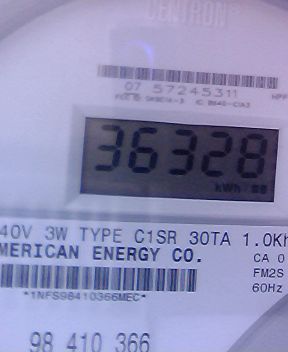 CENTRON®
07 57245311
36328
kWh
40V 3W TYPE C1SR 30TA 1.0Kh
MERICAN ENERGY CO.
CA 0
FM2S
60Hz
*1NFS98410366MEC*
98 410 366